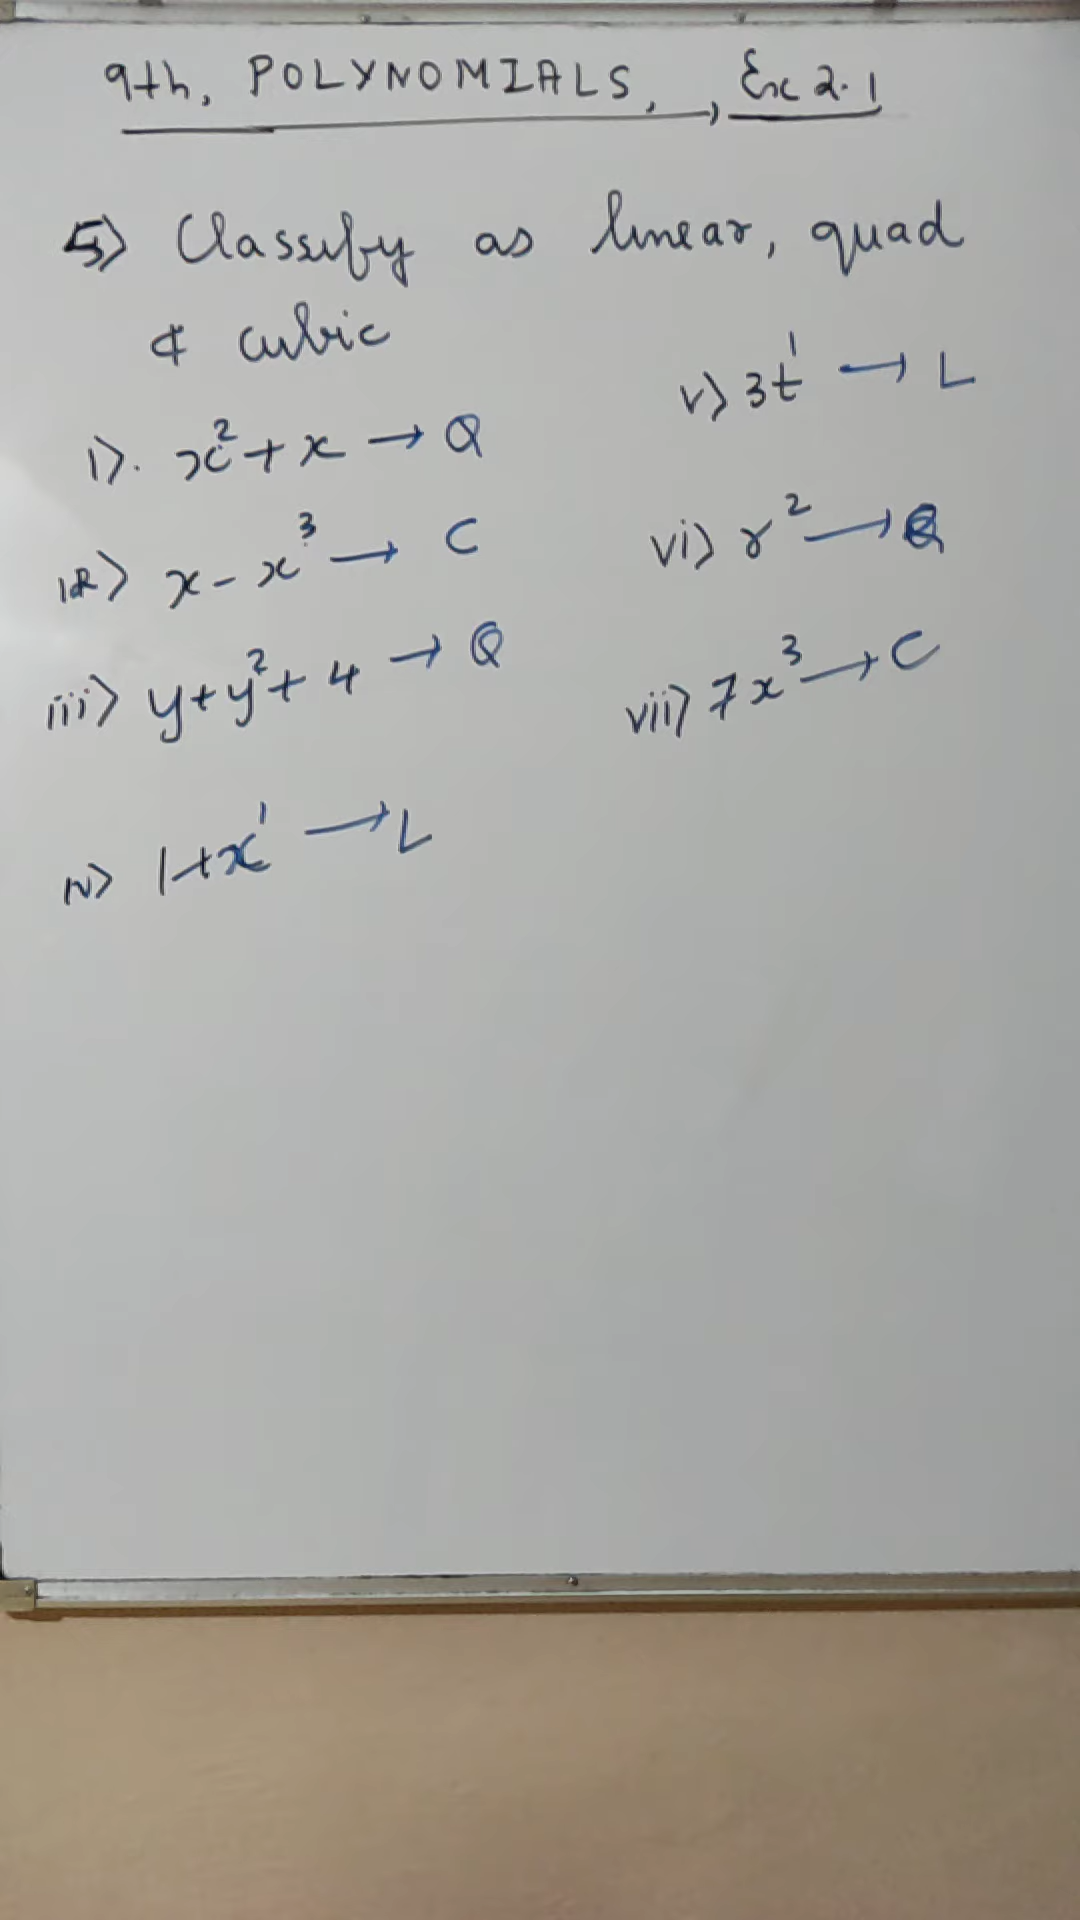 9th, POLYNOMIALS, → Ex 2.1
5) Classify as linear, quad
& cubic
i). x² + x → Q
ii) x - x³ → C
iii) y + y² + 4 → Q
iv) 1 + x¹ → L
v) 3t¹ → L
vi) r² → Q
vii) 7x³ → C